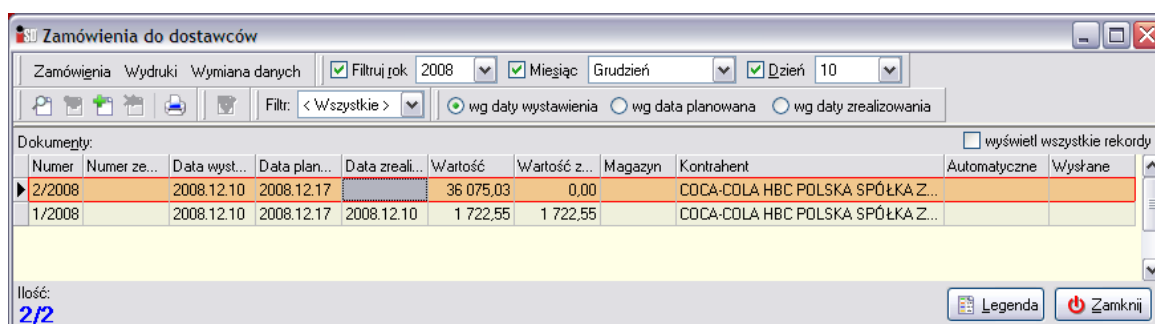 Zamówienia do dostawców
Zamówienia Wydruki Wymiana danych Filtruj rok 2008 Miesiąc Grudzień Dzień 10
Filtr: < Wszystkie > wg daty wystawienia wg data planowana wg daty zrealizowania
Dokumenty: wyświetl wszystkie rekordy
Numer Numer ze... Data wyst... Data plan... Data zreali... Wartość Wartość z... Magazyn Kontrahent Automatyczne Wysłane
2/2008 2008.12.10 2008.12.17 36 075,03 0,00 COCA-COLA HBC POLSKA SPÓŁKA Z...
1/2008 2008.12.10 2008.12.17 2008.12.10 1 722,55 1 722,55 COCA-COLA HBC POLSKA SPÓŁKA Z...
Ilość:
2/2 Legenda Zamknij